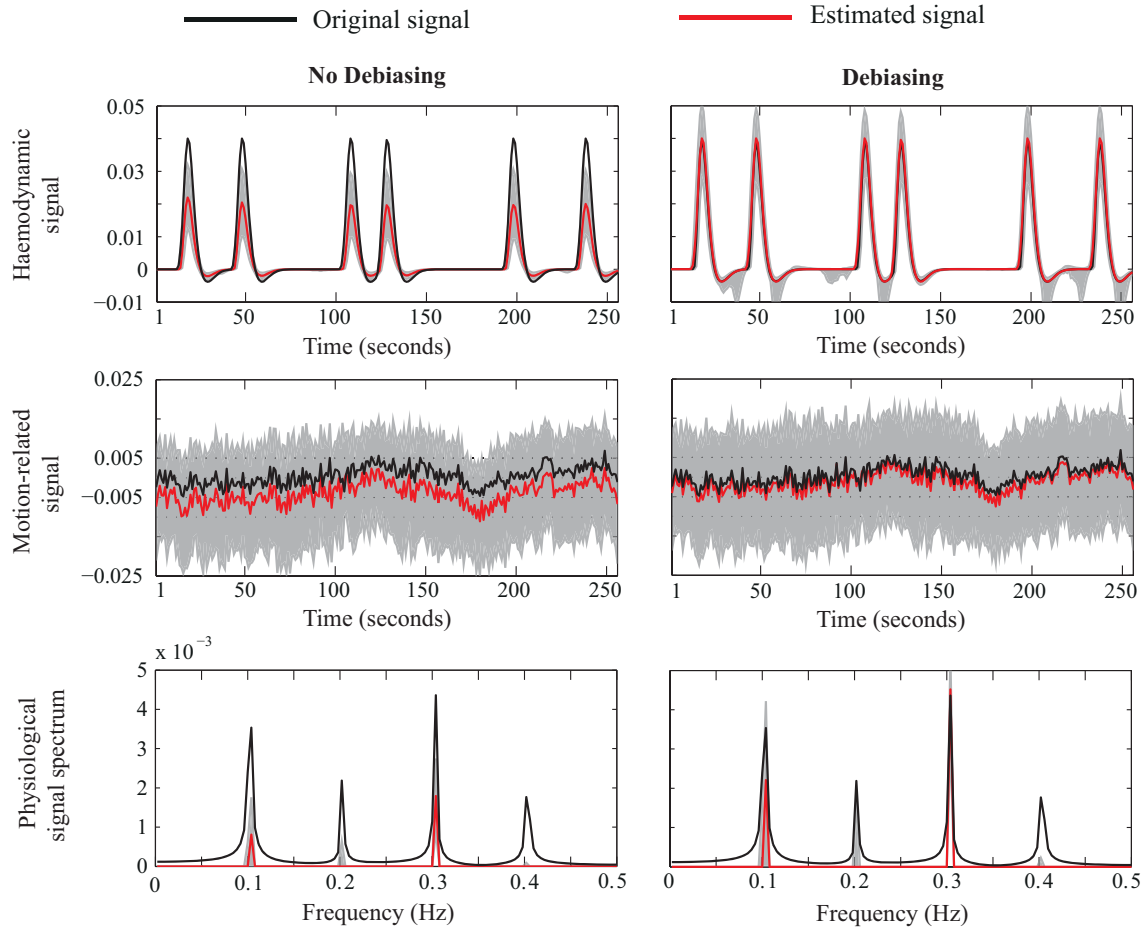 Original signal
Estimated signal
No Debiasing
Debiasing
Haemodynamic
signal
0.05
0.03
0.01
0
−0.01
1 50 100 150 200 250
Time (seconds)
1 50 100 150 200 250
Time (seconds)
Motion-related
signal
0.025
0.005
−0.005
−0.025
1 50 100 150 200 250
Time (seconds)
1 50 100 150 200 250
Time (seconds)
Physiological
signal spectrum
x 10⁻³
5
4
3
2
1
0
0 0.1 0.2 0.3 0.4 0.5
Frequency (Hz)
0 0.1 0.2 0.3 0.4 0.5
Frequency (Hz)